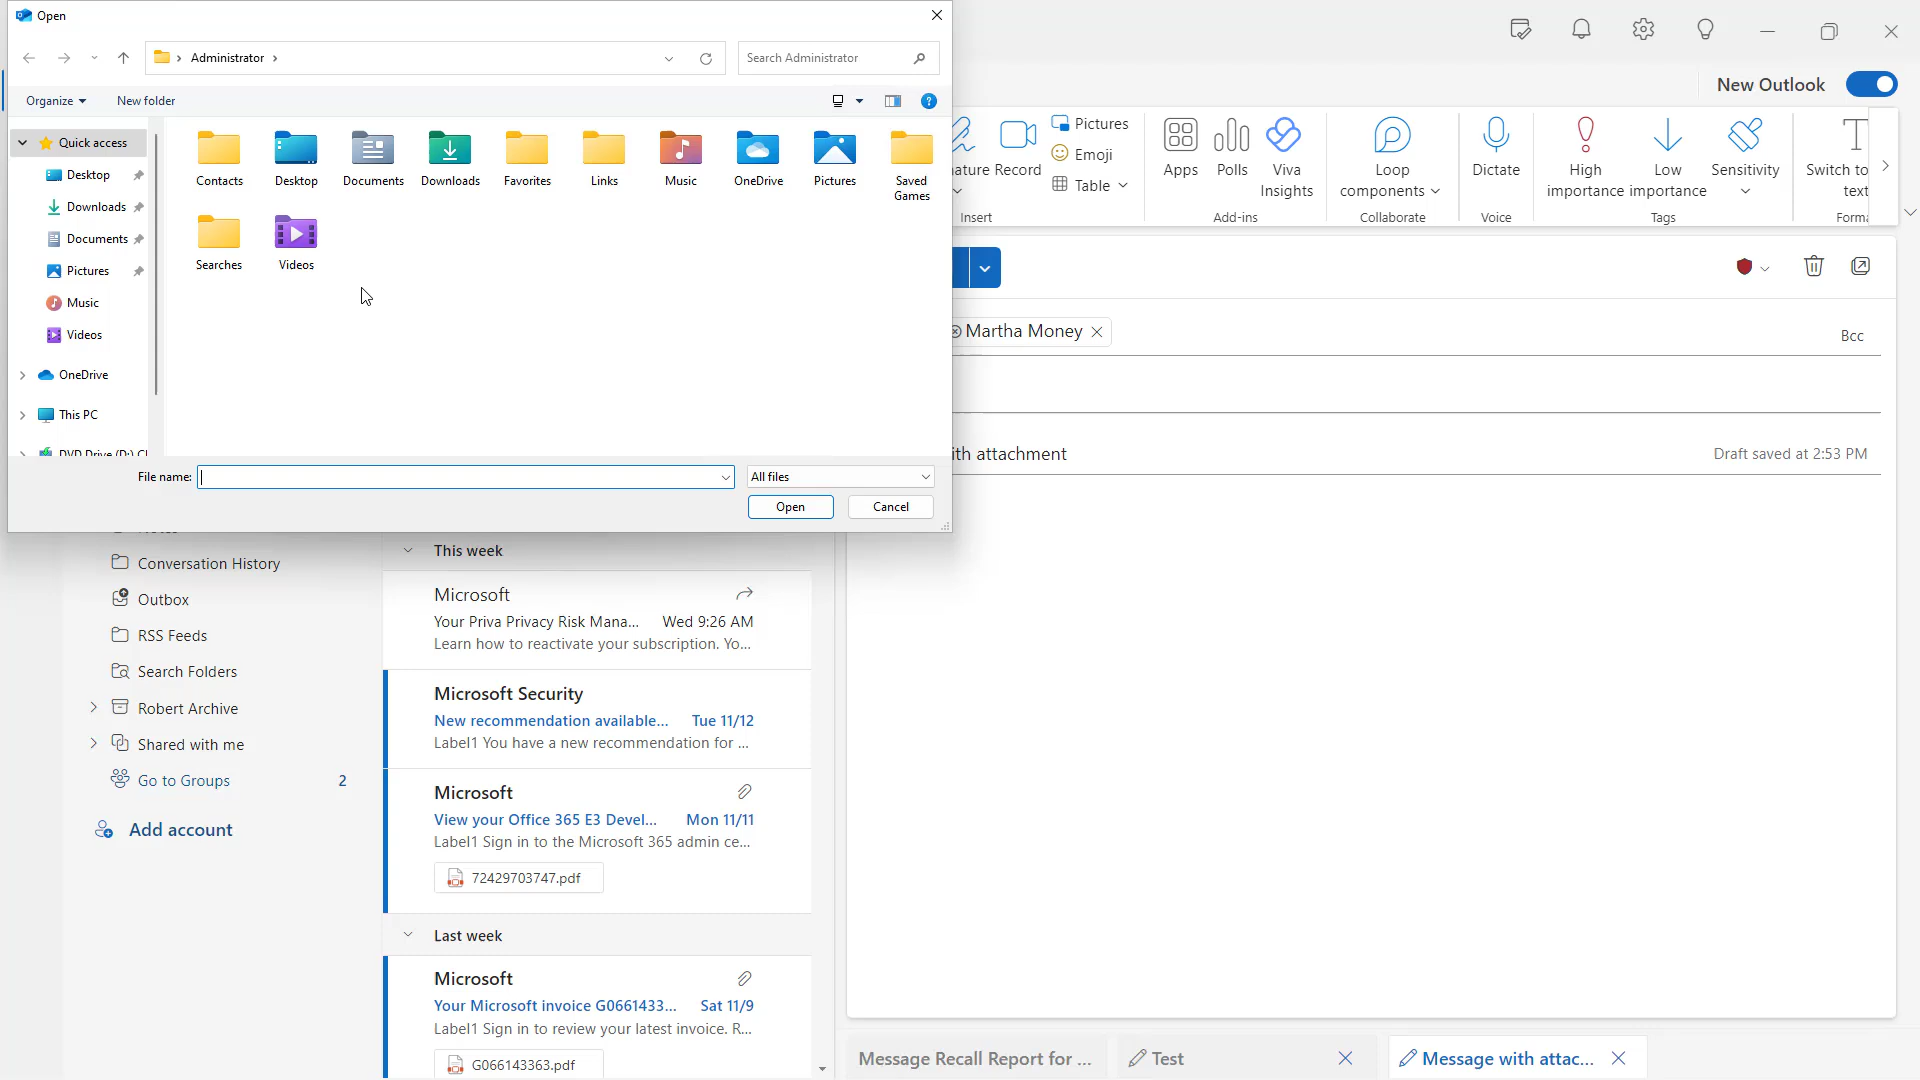 Open
Administrator
Search Administrator
Organize
New folder
Quick access
Desktop
Downloads
Documents
Pictures
Music
Videos
OneDrive
This PC
DVD Drive (D:)
Contacts
Desktop
Documents
Downloads
Favorites
Links
Music
OneDrive
Pictures
Saved
Games
Searches
Videos
File name:
All files
Open
Cancel
New Outlook
ature
Record
Pictures
Emoji
Table
Insert
Apps
Polls
Viva
Insights
Add-ins
Loop
components
Collaborate
Dictate
Voice
High
importance
Low
importance
Sensitivity
Tags
Switch to
text
Forma
Martha Money
Bcc
ith attachment
Draft saved at 2:53 PM
Conversation History
Outbox
RSS Feeds
Search Folders
Robert Archive
Shared with me
Go to Groups 2
Add account
This week
Microsoft
Your Priva Privacy Risk Mana... Wed 9:26 AM
Learn how to reactivate your subscription. Yo...
Microsoft Security
New recommendation available... Tue 11/12
Label1 You have a new recommendation for ...
Microsoft
View your Office 365 E3 Devel... Mon 11/11
Label1 Sign in to the Microsoft 365 admin ce...
72429703747.pdf
Last week
Microsoft
Your Microsoft invoice G0661433... Sat 11/9
Label1 Sign in to review your latest invoice. R...
G066143363.pdf
Message Recall Report for ...
Test
Message with attac...